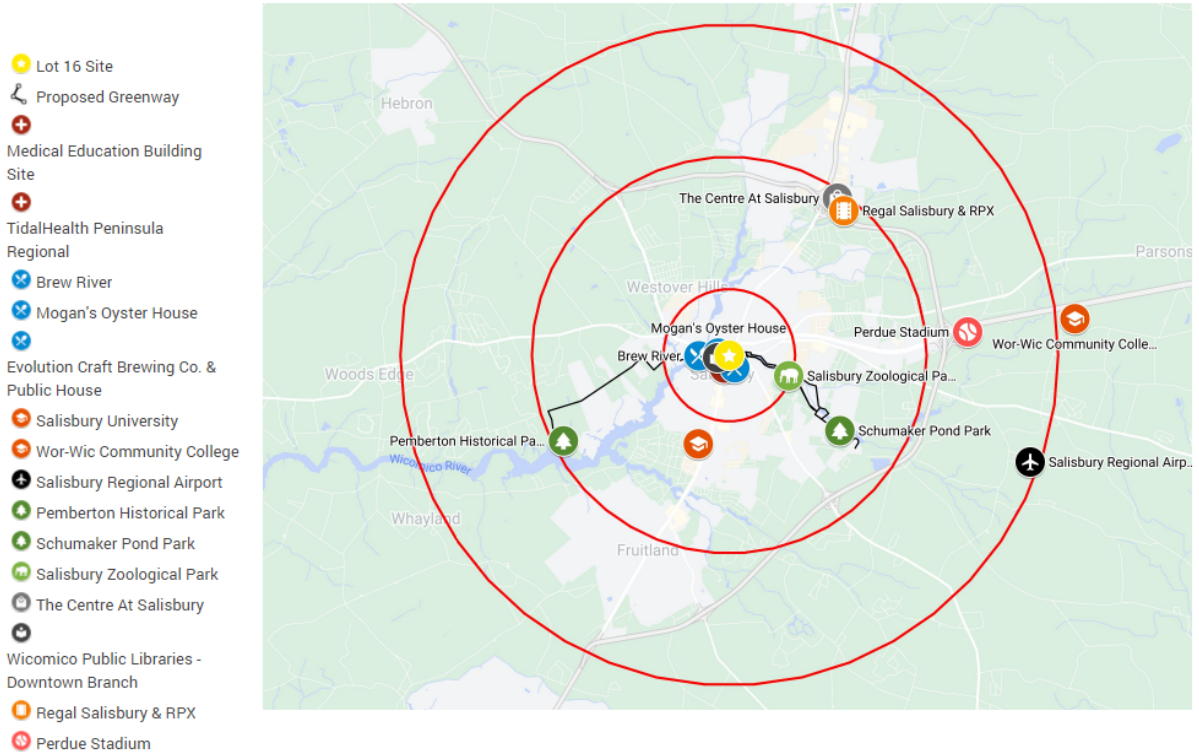 Lot 16 Site
Proposed Greenway
Medical Education Building
Site
TidalHealth Peninsula
Regional
Brew River
Mogan's Oyster House
Evolution Craft Brewing Co. &
Public House
Salisbury University
Wor-Wic Community College
Salisbury Regional Airport
Pemberton Historical Park
Schumaker Pond Park
Salisbury Zoological Park
The Centre At Salisbury
Wicomico Public Libraries -
Downtown Branch
Regal Salisbury & RPX
Perdue Stadium
Hebron
The Centre At Salisbury
Regal Salisbury & RPX
Parsons
Westover Hills
Mogan's Oyster House
Perdue Stadium
Wor-Wic Community Colle...
Brew River
Woods Edge
Salisbury Zoological Pa...
Schumaker Pond Park
Pemberton Historical Pa...
Wicomico River
Salisbury Regional Airp...
Whayland
Fruitland